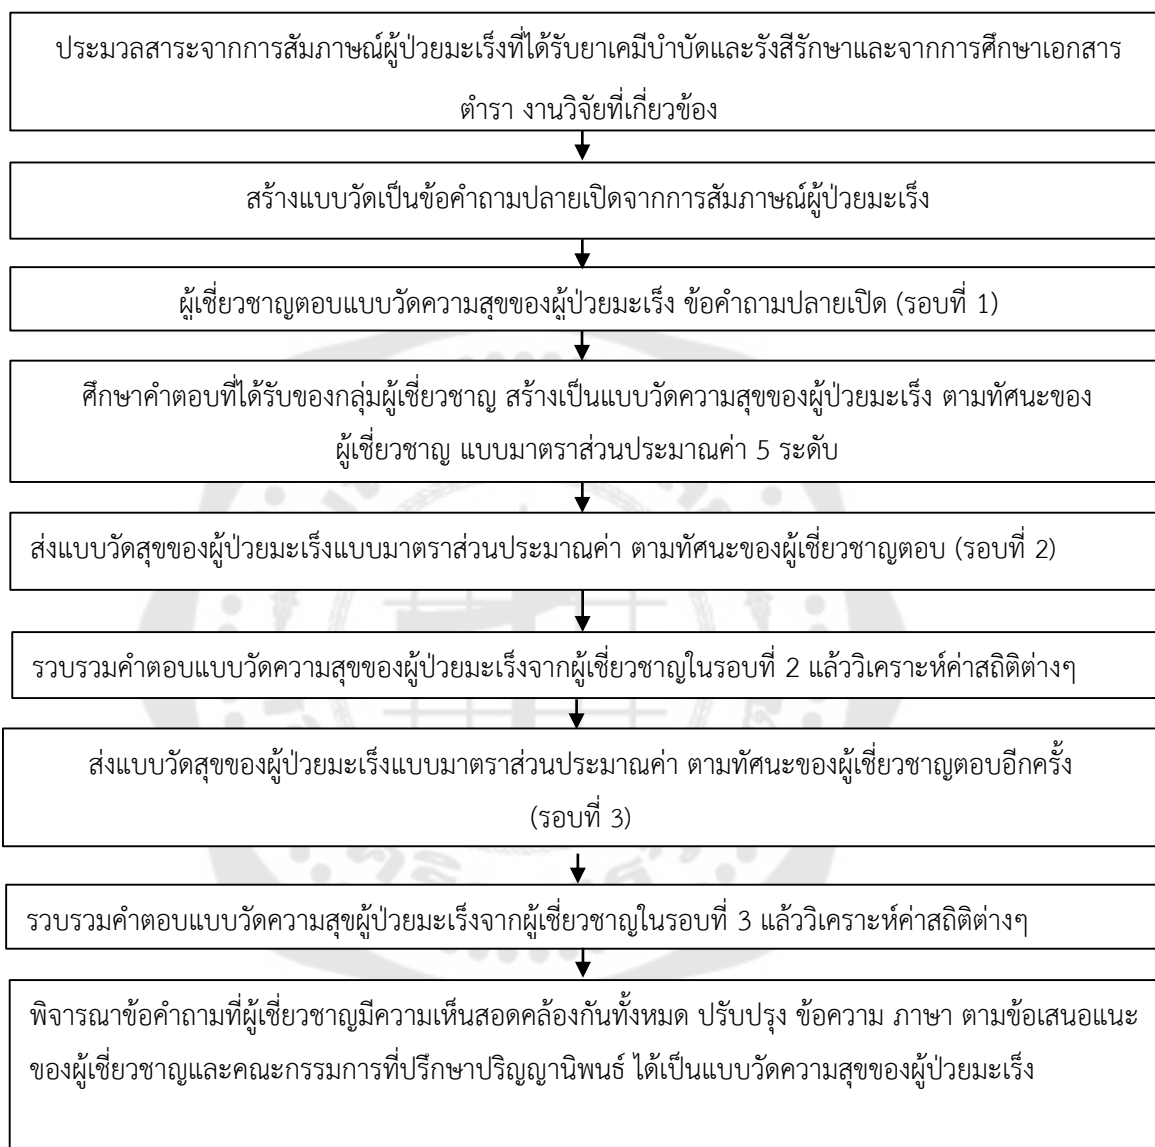 ประมวลสาระจากการสัมภาษณ์ผู้ป่วยมะเร็งที่ได้รับยาเคมีบำบัดและรังสีรักษาและจากการศึกษาเอกสาร
ตำรา งานวิจัยที่เกี่ยวข้อง
สร้างแบบวัดเป็นข้อคำถามปลายเปิดจากการสัมภาษณ์ผู้ป่วยมะเร็ง
ผู้เชี่ยวชาญตอบแบบวัดความสุขของผู้ป่วยมะเร็ง ข้อคำถามปลายเปิด (รอบที่ 1)
ศึกษาคำตอบที่ได้รับของกลุ่มผู้เชี่ยวชาญ สร้างเป็นแบบวัดความสุขของผู้ป่วยมะเร็ง ตามทัศนะของ
ผู้เชี่ยวชาญ แบบมาตราส่วนประมาณค่า 5 ระดับ
ส่งแบบวัดสุขของผู้ป่วยมะเร็งแบบมาตราส่วนประมาณค่า ตามทัศนะของผู้เชี่ยวชาญตอบ (รอบที่ 2)
รวบรวมคำตอบแบบวัดความสุขของผู้ป่วยมะเร็งจากผู้เชี่ยวชาญในรอบที่ 2 แล้ววิเคราะห์ค่าสถิติต่างๆ
ส่งแบบวัดสุขของผู้ป่วยมะเร็งแบบมาตราส่วนประมาณค่า ตามทัศนะของผู้เชี่ยวชาญตอบอีกครั้ง
(รอบที่ 3)
รวบรวมคำตอบแบบวัดความสุขผู้ป่วยมะเร็งจากผู้เชี่ยวชาญในรอบที่ 3 แล้ววิเคราะห์ค่าสถิติต่างๆ
พิจารณาข้อคำถามที่ผู้เชี่ยวชาญมีความเห็นสอดคล้องกันทั้งหมด ปรับปรุง ข้อความ ภาษา ตามข้อเสนอแนะ
ของผู้เชี่ยวชาญและคณะกรรมการที่ปรึกษาปริญญานิพนธ์ ได้เป็นแบบวัดความสุขของผู้ป่วยมะเร็ง